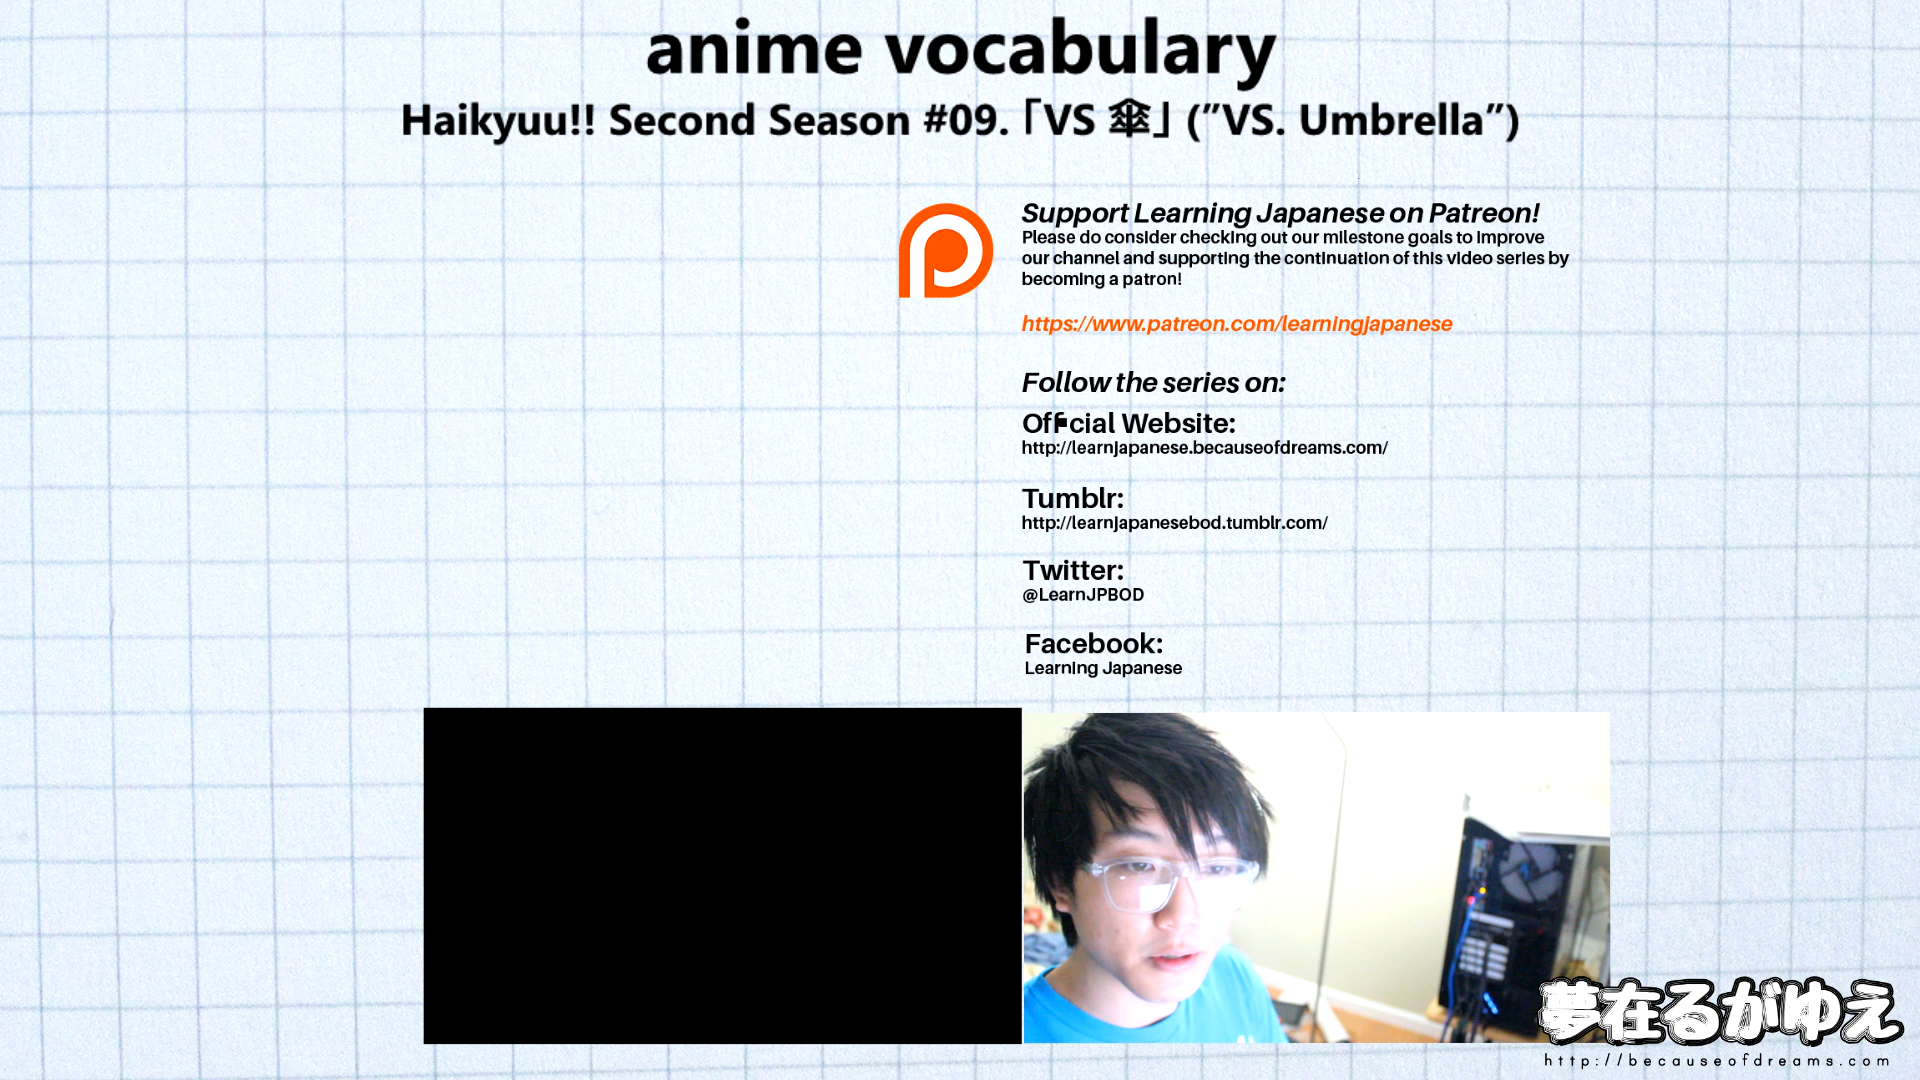 anime vocabulary
Haikyuu!! Second Season #09.「VS 傘」(”VS. Umbrella”)
Support Learning Japanese on Patreon!
Please do consider checking out our milestone goals to improve
our channel and supporting the continuation of this video series by
becoming a patron!
https://www.patreon.com/learningjapanese
Follow the series on:
Official Website:
http://learnjapanese.becauseofdreams.com/
Tumblr:
http://learnjapanesebod.tumblr.com/
Twitter:
@LearnJPBOD
Facebook:
Learning Japanese
夢在るがゆえ
http://becauseofdreams.com